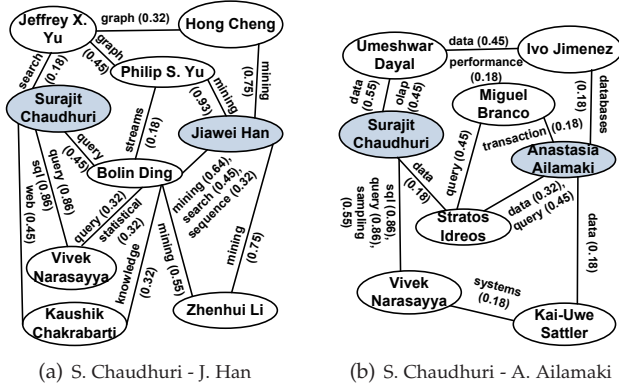 Jeffrey X.
Yu
graph (0.32)
Hong Cheng
search
(0.18)
graph
(0.45)
Philip S. Yu
mining
(0.75)
mining
(0.93)
Surajit
Chaudhuri
streams
(0.18)
Jiawei Han
query
(0.45)
Bolin Ding
web (0.45)
sql (0.86)
query (0.86)
query (0.32)
statistical
(0.32)
mining (0.64),
search (0.45),
sequence (0.32)
knowledge
(0.32)
mining
(0.55)
mining
(0.75)
Vivek
Narasayya
Kaushik
Chakrabarti
Zhenhui Li
(a) S. Chaudhuri - J. Han
Umeshwar
Dayal
data (0.45)
Ivo Jimenez
performance
(0.18)
data
(0.55)
olap
(0.45)
Miguel
Branco
databases
(0.18)
Surajit
Chaudhuri
transaction (0.18)
Anastasia
Ailamaki
query (0.45)
data
(0.18)
sql (0.86),
query (0.86),
sampling
(0.55)
Stratos
Idreos
data (0.32),
query (0.45)
data
(0.18)
Vivek
Narasayya
systems
(0.18)
Kai-Uwe
Sattler
(b) S. Chaudhuri - A. Ailamaki